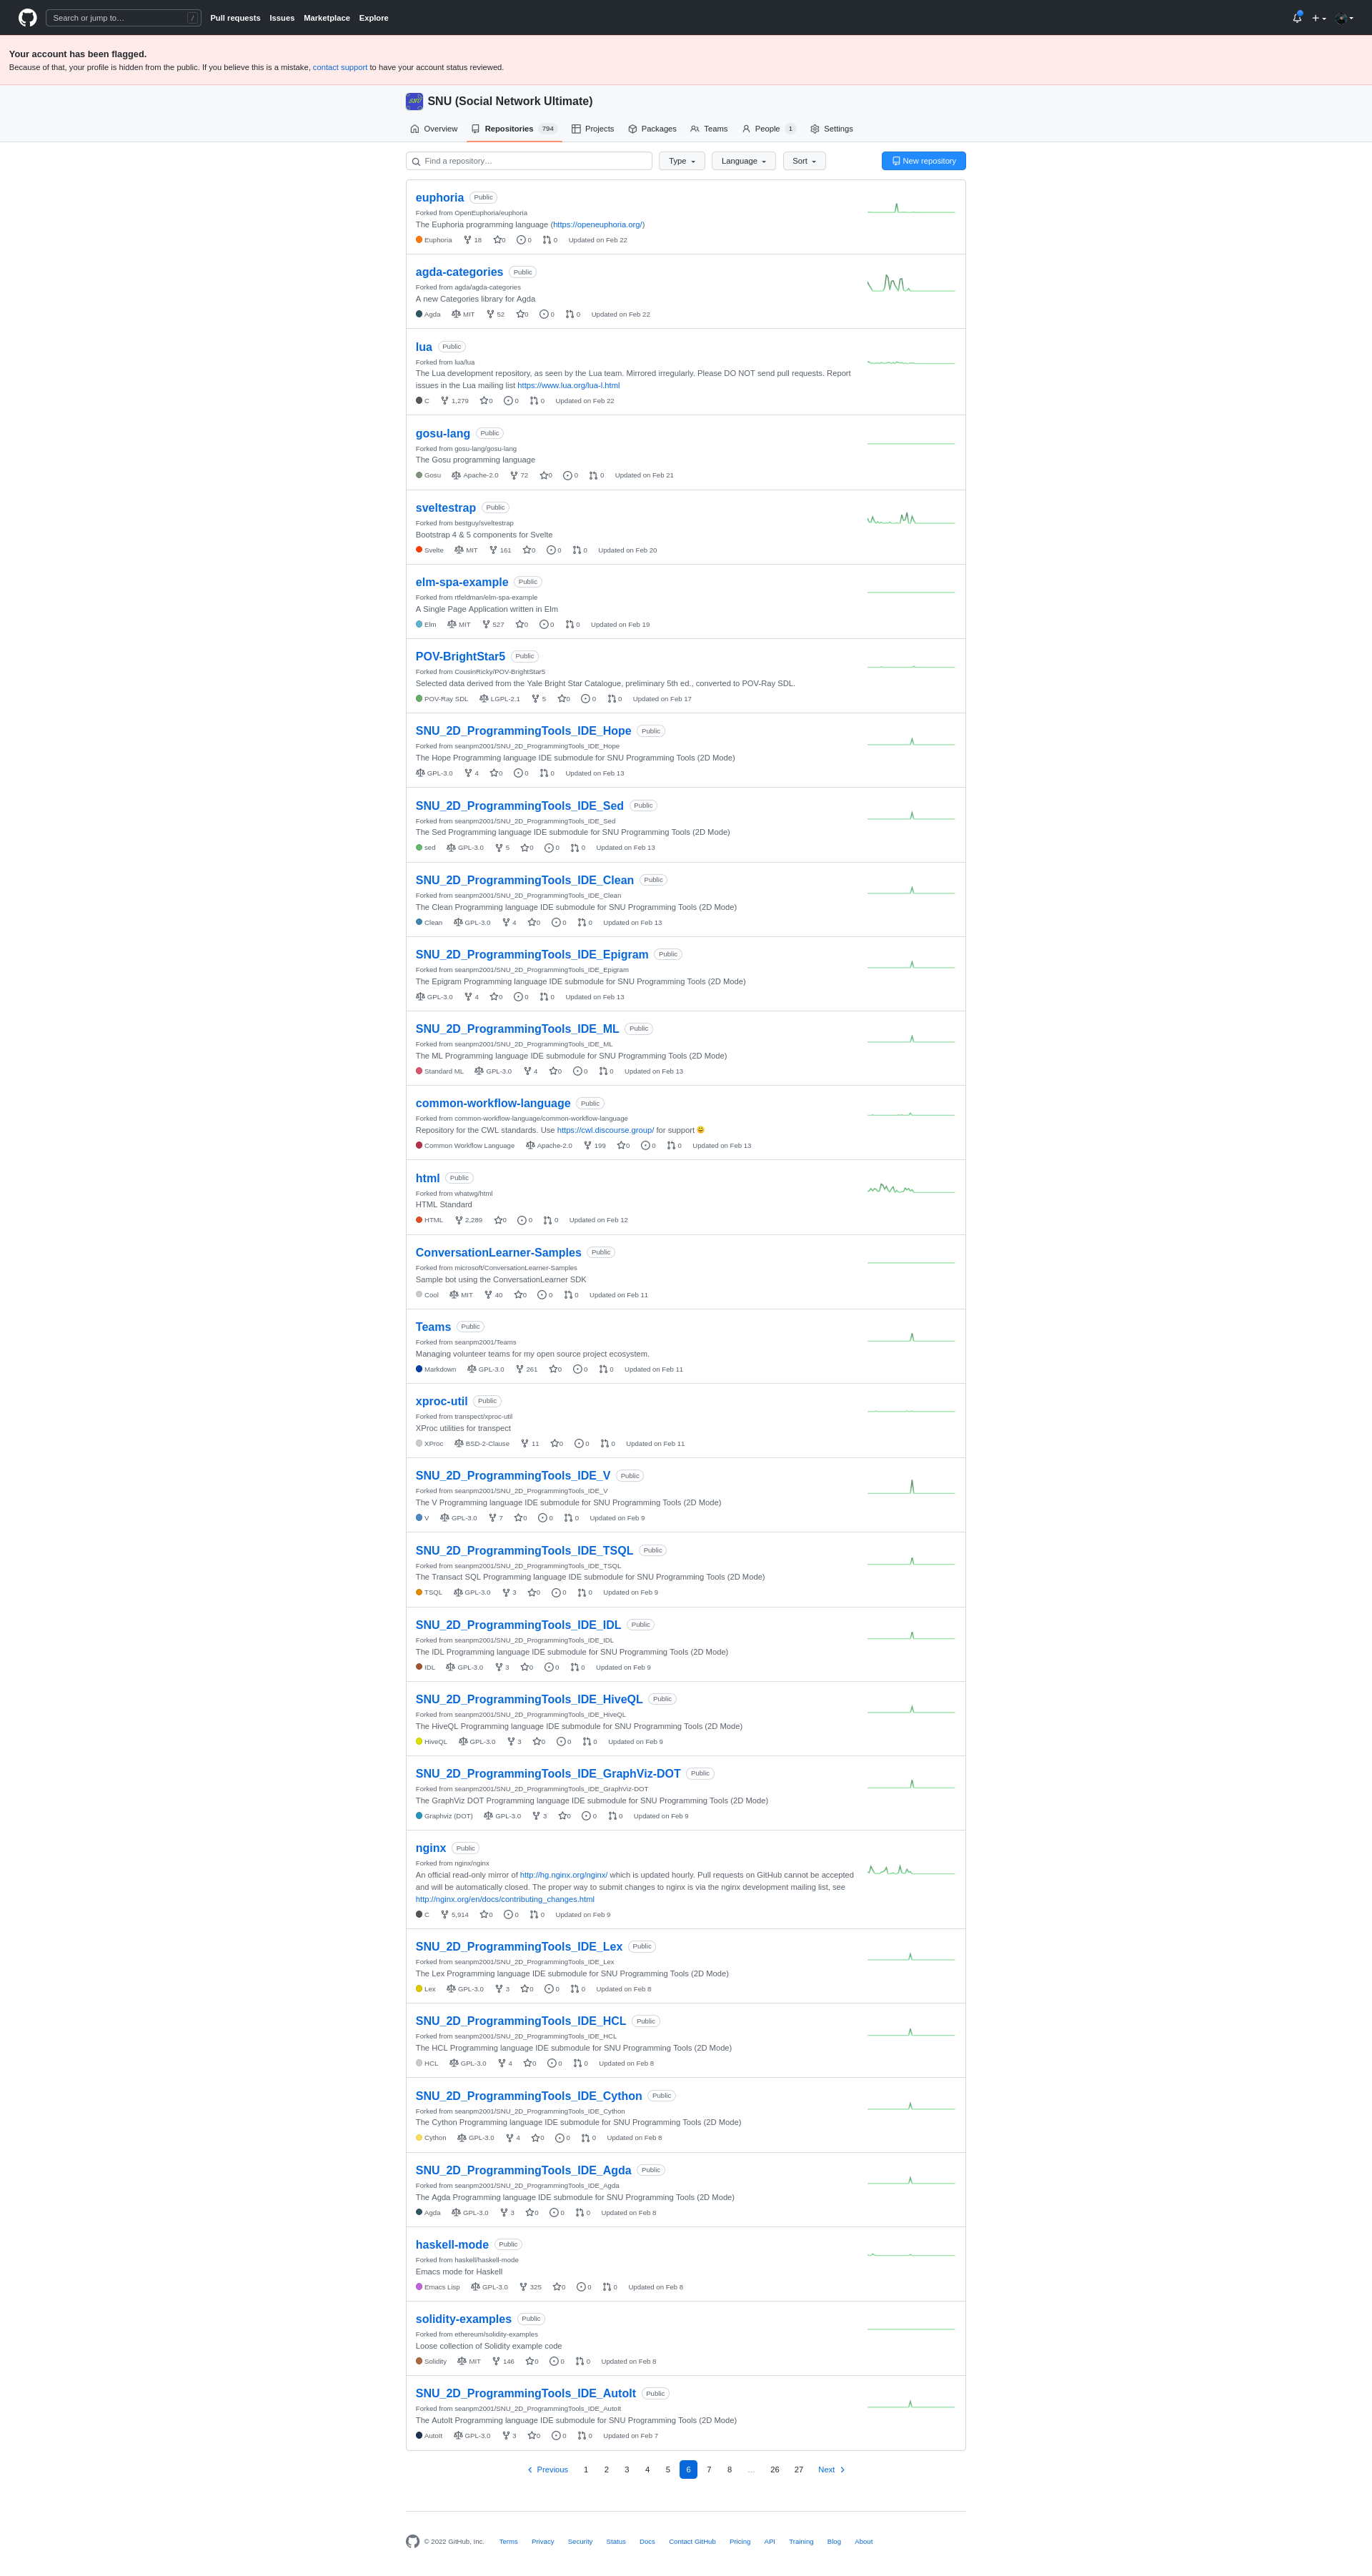 Search or jump to… /
Pull requests Issues Marketplace Explore
Your account has been flagged.
Because of that, your profile is hidden from the public. If you believe this is a mistake, contact support to have your account status reviewed.
SNU (Social Network Ultimate)
Overview Repositories 794 Projects Packages Teams People 1 Settings
Find a repository… Type Language Sort New repository
euphoria Public
Forked from OpenEuphoria/euphoria
The Euphoria programming language (https://openeuphoria.org/)
Euphoria 18 0 0 0 Updated on Feb 22
agda-categories Public
Forked from agda/agda-categories
A new Categories library for Agda
Agda MIT 52 0 0 0 Updated on Feb 22
lua Public
Forked from lua/lua
The Lua development repository, as seen by the Lua team. Mirrored irregularly. Please DO NOT send pull requests. Report
issues in the Lua mailing list https://www.lua.org/lua-l.html
C 1,279 0 0 0 Updated on Feb 22
gosu-lang Public
Forked from gosu-lang/gosu-lang
The Gosu programming language
Gosu Apache-2.0 72 0 0 0 Updated on Feb 21
sveltestrap Public
Forked from bestguy/sveltestrap
Bootstrap 4 & 5 components for Svelte
Svelte MIT 161 0 0 0 Updated on Feb 20
elm-spa-example Public
Forked from rtfeldman/elm-spa-example
A Single Page Application written in Elm
Elm MIT 527 0 0 0 Updated on Feb 19
POV-BrightStar5 Public
Forked from CousinRicky/POV-BrightStar5
Selected data derived from the Yale Bright Star Catalogue, preliminary 5th ed., converted to POV-Ray SDL.
POV-Ray SDL LGPL-2.1 5 0 0 0 Updated on Feb 17
SNU_2D_ProgrammingTools_IDE_Hope Public
Forked from seanpm2001/SNU_2D_ProgrammingTools_IDE_Hope
The Hope Programming language IDE submodule for SNU Programming Tools (2D Mode)
GPL-3.0 4 0 0 0 Updated on Feb 13
SNU_2D_ProgrammingTools_IDE_Sed Public
Forked from seanpm2001/SNU_2D_ProgrammingTools_IDE_Sed
The Sed Programming language IDE submodule for SNU Programming Tools (2D Mode)
sed GPL-3.0 5 0 0 0 Updated on Feb 13
SNU_2D_ProgrammingTools_IDE_Clean Public
Forked from seanpm2001/SNU_2D_ProgrammingTools_IDE_Clean
The Clean Programming language IDE submodule for SNU Programming Tools (2D Mode)
Clean GPL-3.0 4 0 0 0 Updated on Feb 13
SNU_2D_ProgrammingTools_IDE_Epigram Public
Forked from seanpm2001/SNU_2D_ProgrammingTools_IDE_Epigram
The Epigram Programming language IDE submodule for SNU Programming Tools (2D Mode)
GPL-3.0 4 0 0 0 Updated on Feb 13
SNU_2D_ProgrammingTools_IDE_ML Public
Forked from seanpm2001/SNU_2D_ProgrammingTools_IDE_ML
The ML Programming language IDE submodule for SNU Programming Tools (2D Mode)
Standard ML GPL-3.0 4 0 0 0 Updated on Feb 13
common-workflow-language Public
Forked from common-workflow-language/common-workflow-language
Repository for the CWL standards. Use https://cwl.discourse.group/ for support 😊
Common Workflow Language Apache-2.0 199 0 0 0 Updated on Feb 13
html Public
Forked from whatwg/html
HTML Standard
HTML 2,289 0 0 0 Updated on Feb 12
ConversationLearner-Samples Public
Forked from microsoft/ConversationLearner-Samples
Sample bot using the ConversationLearner SDK
Cool MIT 40 0 0 0 Updated on Feb 11
Teams Public
Forked from seanpm2001/Teams
Managing volunteer teams for my open source project ecosystem.
Markdown GPL-3.0 261 0 0 0 Updated on Feb 11
xproc-util Public
Forked from transpect/xproc-util
XProc utilities for transpect
XProc BSD-2-Clause 11 0 0 0 Updated on Feb 11
SNU_2D_ProgrammingTools_IDE_V Public
Forked from seanpm2001/SNU_2D_ProgrammingTools_IDE_V
The V Programming language IDE submodule for SNU Programming Tools (2D Mode)
V GPL-3.0 7 0 0 0 Updated on Feb 9
SNU_2D_ProgrammingTools_IDE_TSQL Public
Forked from seanpm2001/SNU_2D_ProgrammingTools_IDE_TSQL
The Transact SQL Programming language IDE submodule for SNU Programming Tools (2D Mode)
TSQL GPL-3.0 3 0 0 0 Updated on Feb 9
SNU_2D_ProgrammingTools_IDE_IDL Public
Forked from seanpm2001/SNU_2D_ProgrammingTools_IDE_IDL
The IDL Programming language IDE submodule for SNU Programming Tools (2D Mode)
IDL GPL-3.0 3 0 0 0 Updated on Feb 9
SNU_2D_ProgrammingTools_IDE_HiveQL Public
Forked from seanpm2001/SNU_2D_ProgrammingTools_IDE_HiveQL
The HiveQL Programming language IDE submodule for SNU Programming Tools (2D Mode)
HiveQL GPL-3.0 3 0 0 0 Updated on Feb 9
SNU_2D_ProgrammingTools_IDE_GraphViz-DOT Public
Forked from seanpm2001/SNU_2D_ProgrammingTools_IDE_GraphViz-DOT
The GraphViz DOT Programming language IDE submodule for SNU Programming Tools (2D Mode)
Graphviz (DOT) GPL-3.0 3 0 0 0 Updated on Feb 9
nginx Public
Forked from nginx/nginx
An official read-only mirror of http://hg.nginx.org/nginx/ which is updated hourly. Pull requests on GitHub cannot be accepted
and will be automatically closed. The proper way to submit changes to nginx is via the nginx development mailing list, see
http://nginx.org/en/docs/contributing_changes.html
C 5,914 0 0 0 Updated on Feb 9
SNU_2D_ProgrammingTools_IDE_Lex Public
Forked from seanpm2001/SNU_2D_ProgrammingTools_IDE_Lex
The Lex Programming language IDE submodule for SNU Programming Tools (2D Mode)
Lex GPL-3.0 3 0 0 0 Updated on Feb 8
SNU_2D_ProgrammingTools_IDE_HCL Public
Forked from seanpm2001/SNU_2D_ProgrammingTools_IDE_HCL
The HCL Programming language IDE submodule for SNU Programming Tools (2D Mode)
HCL GPL-3.0 4 0 0 0 Updated on Feb 8
SNU_2D_ProgrammingTools_IDE_Cython Public
Forked from seanpm2001/SNU_2D_ProgrammingTools_IDE_Cython
The Cython Programming language IDE submodule for SNU Programming Tools (2D Mode)
Cython GPL-3.0 4 0 0 0 Updated on Feb 8
SNU_2D_ProgrammingTools_IDE_Agda Public
Forked from seanpm2001/SNU_2D_ProgrammingTools_IDE_Agda
The Agda Programming language IDE submodule for SNU Programming Tools (2D Mode)
Agda GPL-3.0 3 0 0 0 Updated on Feb 8
haskell-mode Public
Forked from haskell/haskell-mode
Emacs mode for Haskell
Emacs Lisp GPL-3.0 325 0 0 0 Updated on Feb 8
solidity-examples Public
Forked from ethereum/solidity-examples
Loose collection of Solidity example code
Solidity MIT 146 0 0 0 Updated on Feb 8
SNU_2D_ProgrammingTools_IDE_AutoIt Public
Forked from seanpm2001/SNU_2D_ProgrammingTools_IDE_AutoIt
The AutoIt Programming language IDE submodule for SNU Programming Tools (2D Mode)
AutoIt GPL-3.0 3 0 0 0 Updated on Feb 7
Previous 1 2 3 4 5 6 7 8 … 26 27 Next
© 2022 GitHub, Inc. Terms Privacy Security Status Docs Contact GitHub Pricing API Training Blog About